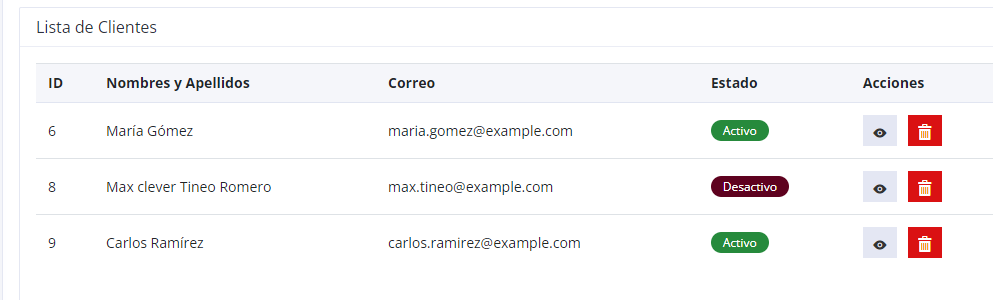 Lista de Clientes
ID Nombres y Apellidos Correo Estado Acciones
6 María Gómez maria.gomez@example.com Activo
8 Max clever Tineo Romero max.tineo@example.com Desactivo
9 Carlos Ramírez carlos.ramirez@example.com Activo